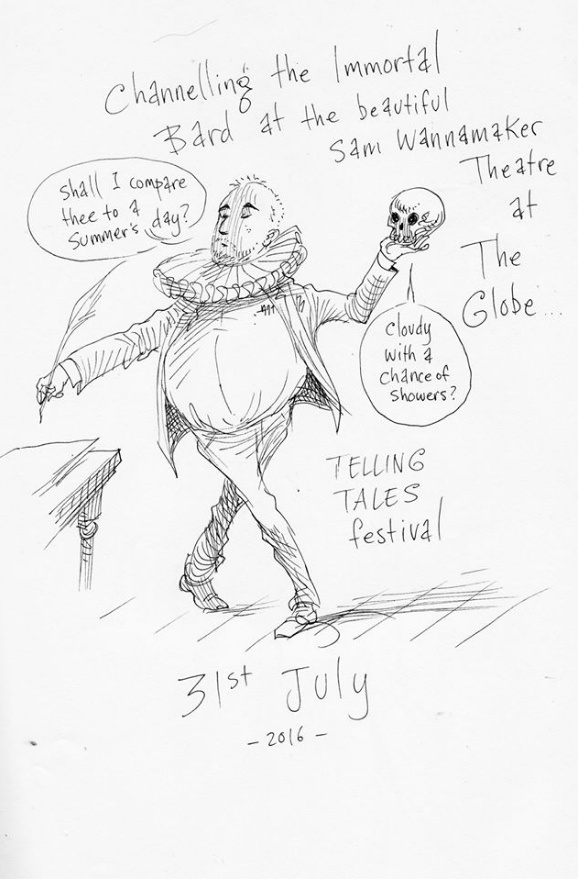 Channelling the Immortal
Bard at the beautiful
Sam Wannamaker
Theatre
at
The
Globe...
shall I compare
thee to a
Summer's day?
cloudy
with a
chance of
showers?
TELLING
TALES
festival
31st July
- 2016 -